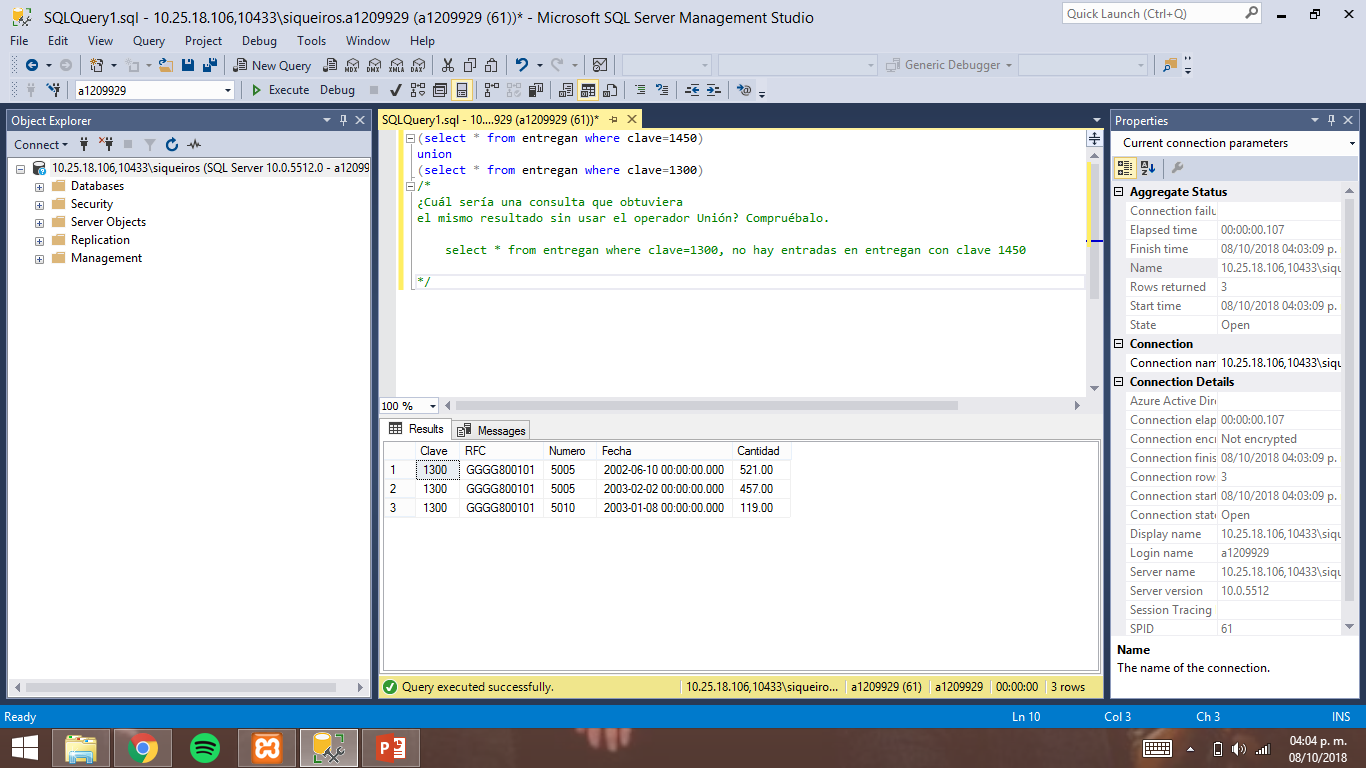 SQLQuery1.sql - 10.25.18.106,10433\siqueiros.a1209929 (a1209929 (61))* - Microsoft SQL Server Management Studio
Quick Launch (Ctrl+Q)
File Edit View Query Project Debug Tools Window Help
New Query
MDX DMX XMLA DAX
Generic Debugger
a1209929
Execute Debug
Object Explorer
Connect
10.25.18.106,10433\siqueiros (SQL Server 10.0.5512.0 - a12099
Databases
Security
Server Objects
Replication
Management
SQLQuery1.sql - 10....929 (a1209929 (61))*
(select * from entregan where clave=1450)
union
(select * from entregan where clave=1300)
/*
¿Cuál sería una consulta que obtuviera
el mismo resultado sin usar el operador Unión? Compruébalo.
select * from entregan where clave=1300, no hay entradas en entregan con clave 1450
*/
100 %
Results Messages
Clave RFC Numero Fecha Cantidad
1 1300 GGGG800101 5005 2002-06-10 00:00:00.000 521.00
2 1300 GGGG800101 5005 2003-02-02 00:00:00.000 457.00
3 1300 GGGG800101 5010 2003-01-08 00:00:00.000 119.00
Query executed successfully. 10.25.18.106,10433\siqueiro... a1209929 (61) a1209929 00:00:00 3 rows
Properties
Current connection parameters
Aggregate Status
Connection failu
Elapsed time 00:00:00.107
Finish time 08/10/2018 04:03:09 p.
Name 10.25.18.106,10433\siqu
Rows returned 3
Start time 08/10/2018 04:03:09 p.
State Open
Connection
Connection nam 10.25.18.106,10433\siqu
Connection Details
Azure Active Dire
Connection elap 00:00:00.107
Connection encr Not encrypted
Connection finis 08/10/2018 04:03:09 p.
Connection row 3
Connection start 08/10/2018 04:03:09 p.
Connection state Open
Display name 10.25.18.106,10433\siqu
Login name a1209929
Server name 10.25.18.106,10433\siqu
Server version 10.0.5512
Session Tracing
SPID 61
Name
The name of the connection.
Ready Ln 10 Col 3 Ch 3 INS
04:04 p. m.
08/10/2018